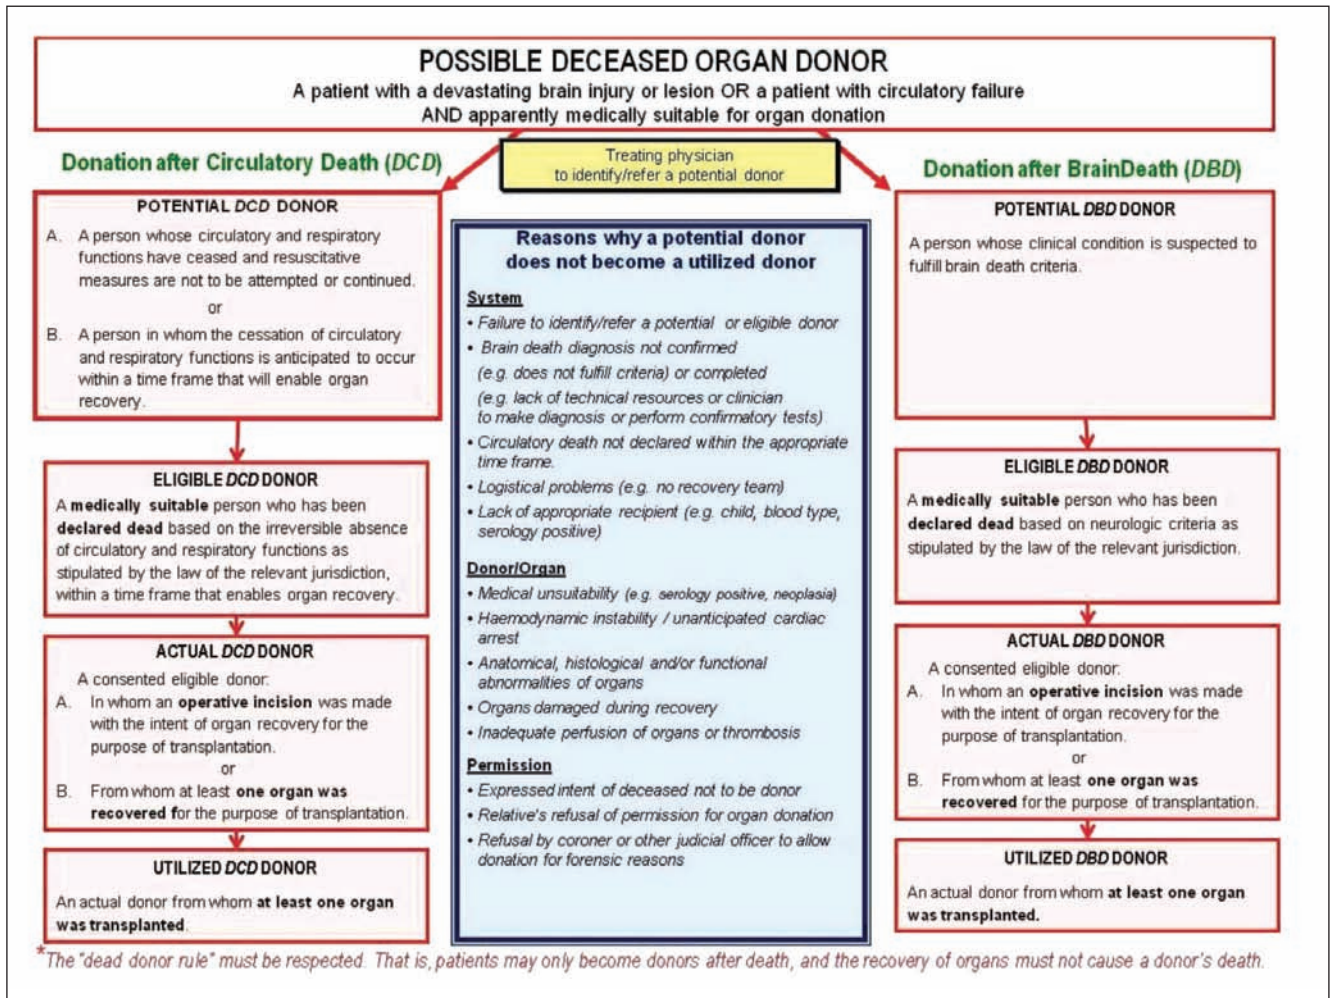 POSSIBLE DECEASED ORGAN DONOR
A patient with a devastating brain injury or lesion OR a patient with circulatory failure
AND apparently medically suitable for organ donation
Treating physician
to identify/refer a potential donor
Donation after Circulatory Death (DCD)
POTENTIAL DCD DONOR
A. A person whose circulatory and respiratory
functions have ceased and resuscitative
measures are not to be attempted or continued.
or
B. A person in whom the cessation of circulatory
and respiratory functions is anticipated to occur
within a time frame that will enable organ
recovery.
ELIGIBLE DCD DONOR
A medically suitable person who has been
declared dead based on the irreversible absence
of circulatory and respiratory functions as
stipulated by the law of the relevant jurisdiction,
within a time frame that enables organ recovery.
ACTUAL DCD DONOR
A consented eligible donor:
A. In whom an operative incision was made
with the intent of organ recovery for the
purpose of transplantation.
or
B. From whom at least one organ was
recovered for the purpose of transplantation.
UTILIZED DCD DONOR
An actual donor from whom at least one organ
was transplanted.
Reasons why a potential donor
does not become a utilized donor
System
• Failure to identify/refer a potential or eligible donor
• Brain death diagnosis not confirmed
(e.g. does not fulfill criteria) or completed
(e.g. lack of technical resources or clinician
to make diagnosis or perform confirmatory tests)
• Circulatory death not declared within the appropriate
time frame.
• Logistical problems (e.g. no recovery team)
• Lack of appropriate recipient (e.g. child, blood type,
serology positive)
Donor/Organ
• Medical unsuitability (e.g. serology positive, neoplasia)
• Haemodynamic instability / unanticipated cardiac
arrest
• Anatomical, histological and/or functional
abnormalities of organs
• Organs damaged during recovery
• Inadequate perfusion of organs or thrombosis
Permission
• Expressed intent of deceased not to be donor
• Relative's refusal of permission for organ donation
• Refusal by coroner or other judicial officer to allow
donation for forensic reasons
Donation after BrainDeath (DBD)
POTENTIAL DBD DONOR
A person whose clinical condition is suspected to
fulfill brain death criteria.
ELIGIBLE DBD DONOR
A medically suitable person who has been
declared dead based on neurologic criteria as
stipulated by the law of the relevant jurisdiction.
ACTUAL DBD DONOR
A consented eligible donor:
A. In whom an operative incision was made
with the intent of organ recovery for the
purpose of transplantation.
or
B. From whom at least one organ was
recovered for the purpose of transplantation.
UTILIZED DBD DONOR
An actual donor from whom at least one organ
was transplanted.
*The "dead donor rule" must be respected. That is, patients may only become donors after death, and the recovery of organs must not cause a donor's death.